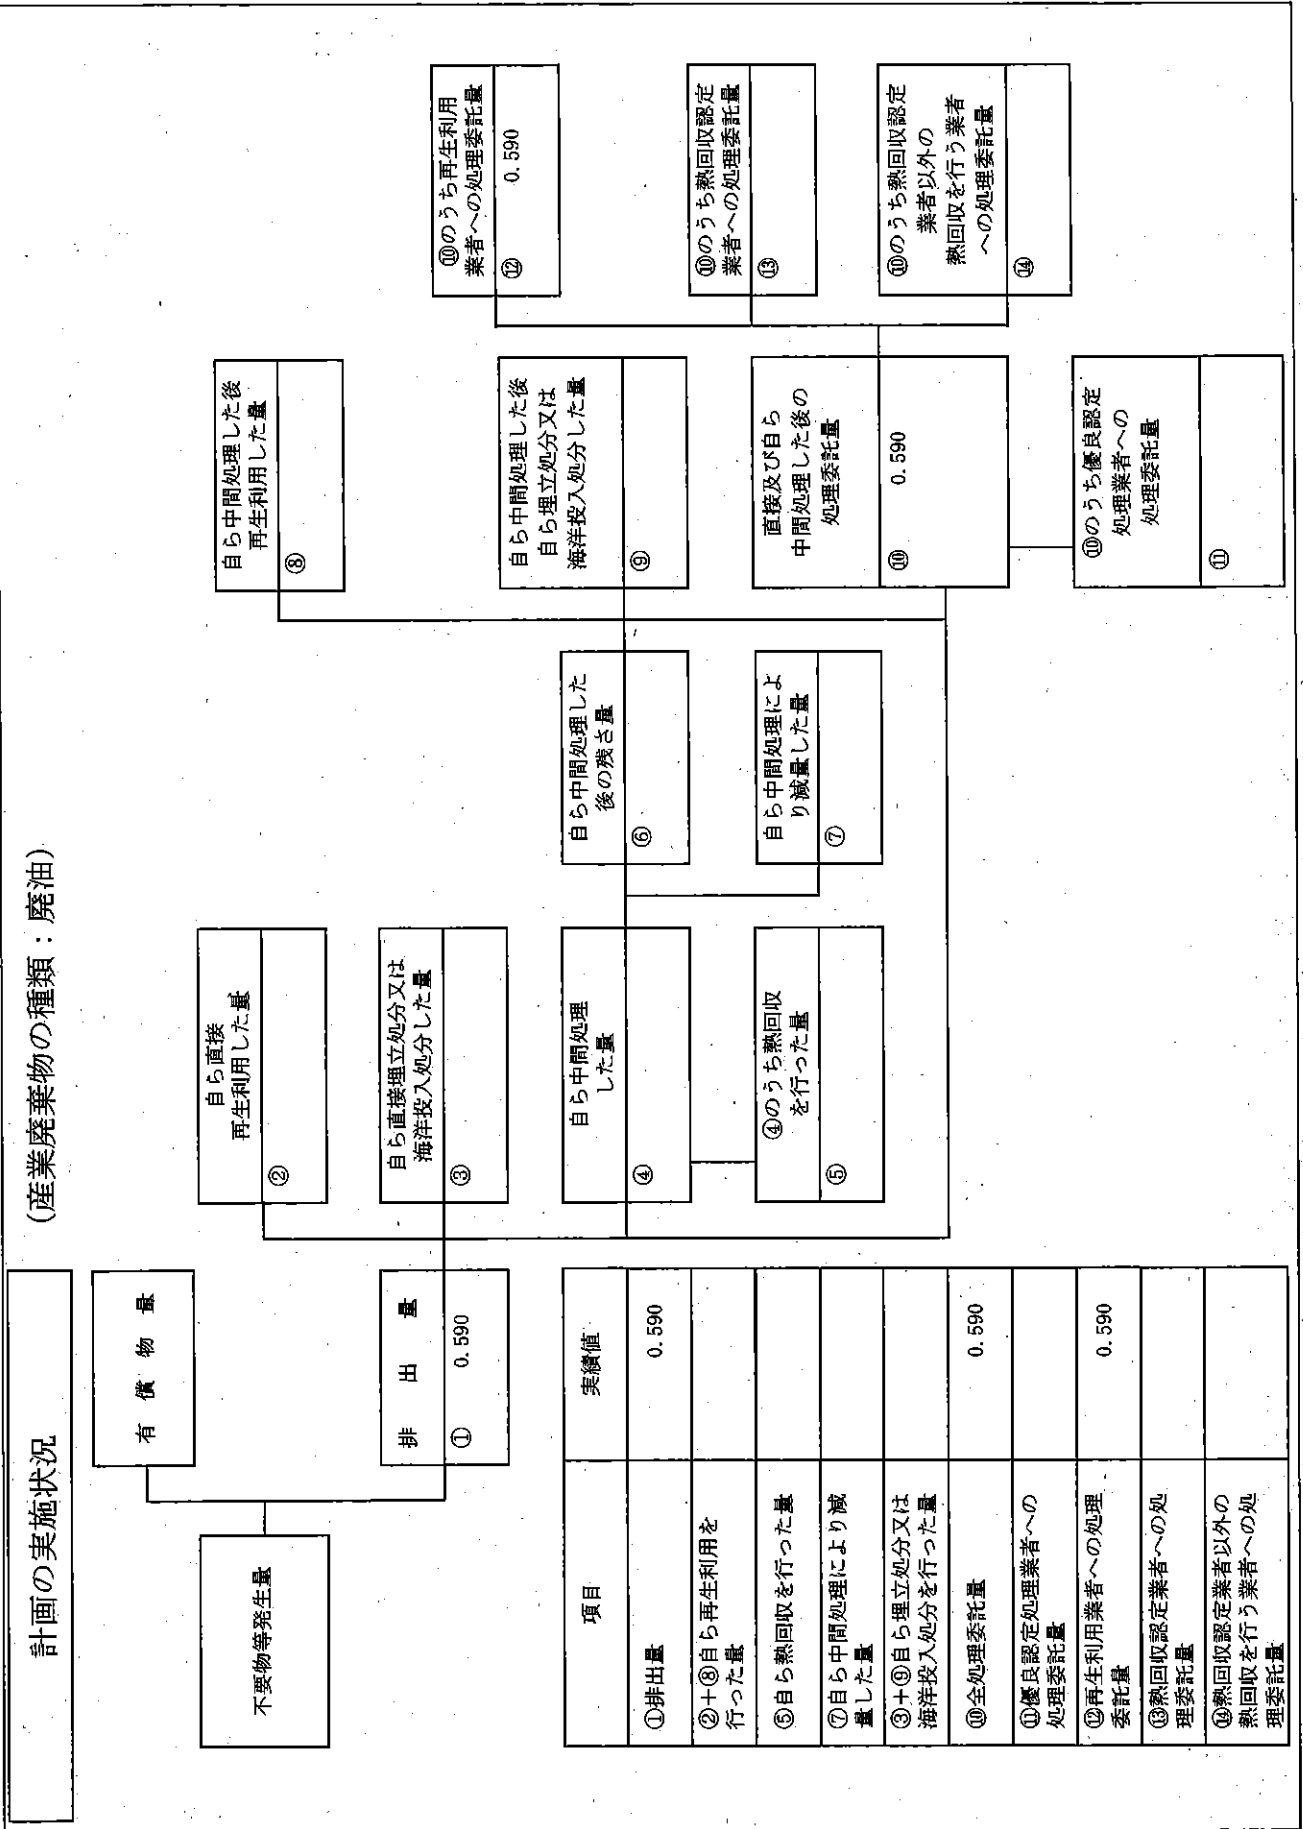 計画の実施状況
(産業廃棄物の種類：廃油)
不要物等発生量
有償物量
排出量
① 0.590
自ら直接
再生利用した量
②
自ら直接埋立処分又は
海洋投入処分した量
③
自ら中間処理
した量
④
④のうち熱回収
を行った量
⑤
自ら中間処理した
後の残さ量
⑥
自ら中間処理によ
り減量した量
⑦
自ら中間処理した後
再生利用した量
⑧
自ら中間処理した後
自ら埋立処分又は
海洋投入処分した量
⑨
直接及び自ら
中間処理した後の
処理委託量
⑩ 0.590
⑩のうち優良認定
処理業者への
処理委託量
⑪
⑩のうち再生利用
業者への処理委託量
⑫ 0.590
⑩のうち熱回収認定
業者への処理委託量
⑬
⑩のうち熱回収認定
業者以外の
熱回収を行う業者
への処理委託量
⑭
項目 実績値
①排出量 0.590
②＋⑧自ら再生利用を
行った量
⑤自ら熱回収を行った量
⑦自ら中間処理により減
量した量
③＋⑨自ら埋立処分又は
海洋投入処分を行った量
⑩全処理委託量 0.590
⑪優良認定処理業者への
処理委託量
⑫再生利用業者への処理
委託量 0.590
⑬熱回収認定業者への処
理委託量
⑭熱回収認定業者以外の
熱回収を行う業者への処
理委託量